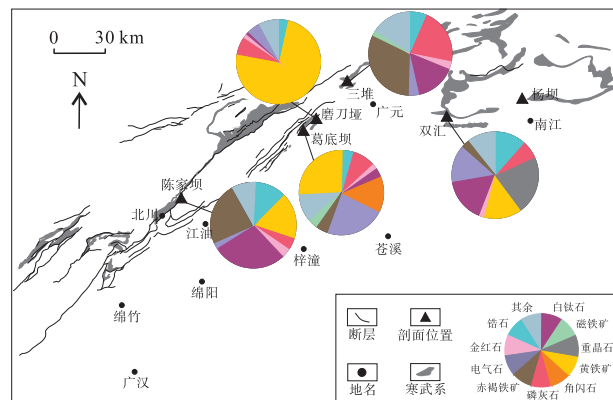 0 30 km
N
三堆
广元
磨刀垭
葛底坝
杨坝
南江
双汇
陈家坝
北川
江油
梓潼
苍溪
绵阳
绵竹
广汉
断层
剖面位置
地名
寒武系
其余
白钛石
锆石
磁铁矿
金红石
重晶石
电气石
黄铁矿
赤褐铁矿
角闪石
磷灰石